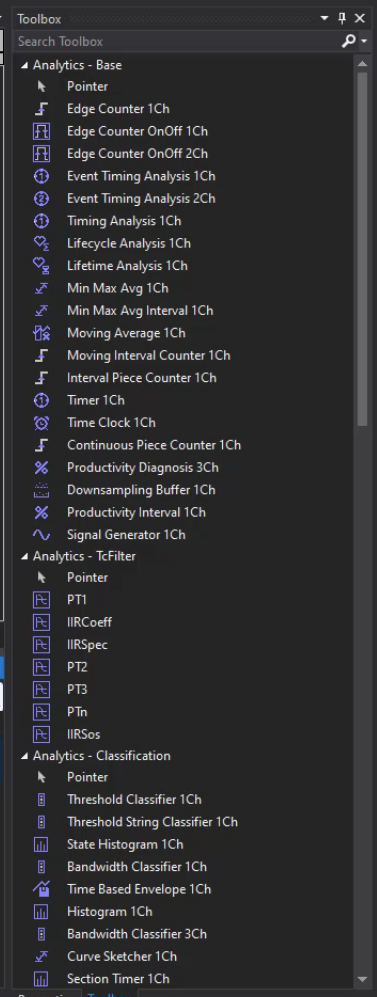 Toolbox
Search Toolbox
Analytics - Base
Pointer
Edge Counter 1Ch
Edge Counter OnOff 1Ch
Edge Counter OnOff 2Ch
Event Timing Analysis 1Ch
Event Timing Analysis 2Ch
Timing Analysis 1Ch
Lifecycle Analysis 1Ch
Lifetime Analysis 1Ch
Min Max Avg 1Ch
Min Max Avg Interval 1Ch
Moving Average 1Ch
Moving Interval Counter 1Ch
Interval Piece Counter 1Ch
Timer 1Ch
Time Clock 1Ch
Continuous Piece Counter 1Ch
Productivity Diagnosis 3Ch
Downsampling Buffer 1Ch
Productivity Interval 1Ch
Signal Generator 1Ch
Analytics - TcFilter
Pointer
PT1
IIRCoeff
IIRSpec
PT2
PT3
PTn
IIRSos
Analytics - Classification
Pointer
Threshold Classifier 1Ch
Threshold String Classifier 1Ch
State Histogram 1Ch
Bandwidth Classifier 1Ch
Time Based Envelope 1Ch
Histogram 1Ch
Bandwidth Classifier 3Ch
Curve Sketcher 1Ch
Section Timer 1Ch